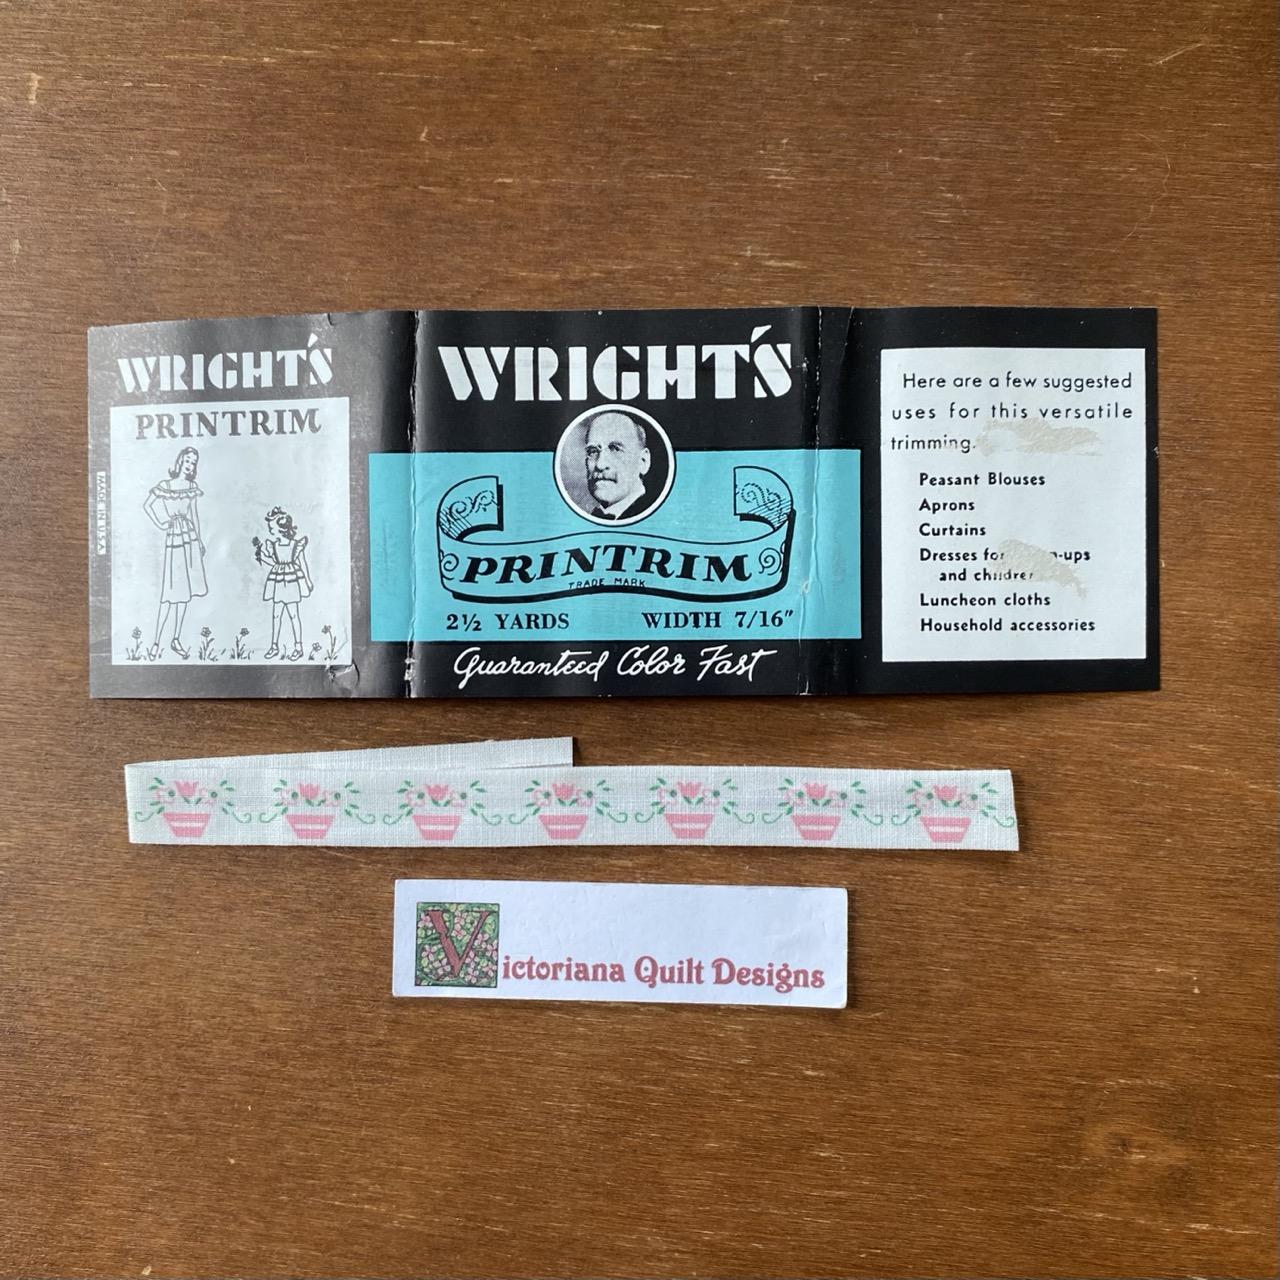 WRIGHT'S
PRINTRIM
MADE IN U.S.A.
WRIGHT'S
PRINTRIM
TRADE MARK
2½ YARDS WIDTH 7/16"
Guaranteed Color Fast
Here are a few suggested
uses for this versatile
trimming.
Peasant Blouses
Aprons
Curtains
Dresses for
and children
Luncheon cloths
Household accessories
Victoriana Quilt Designs